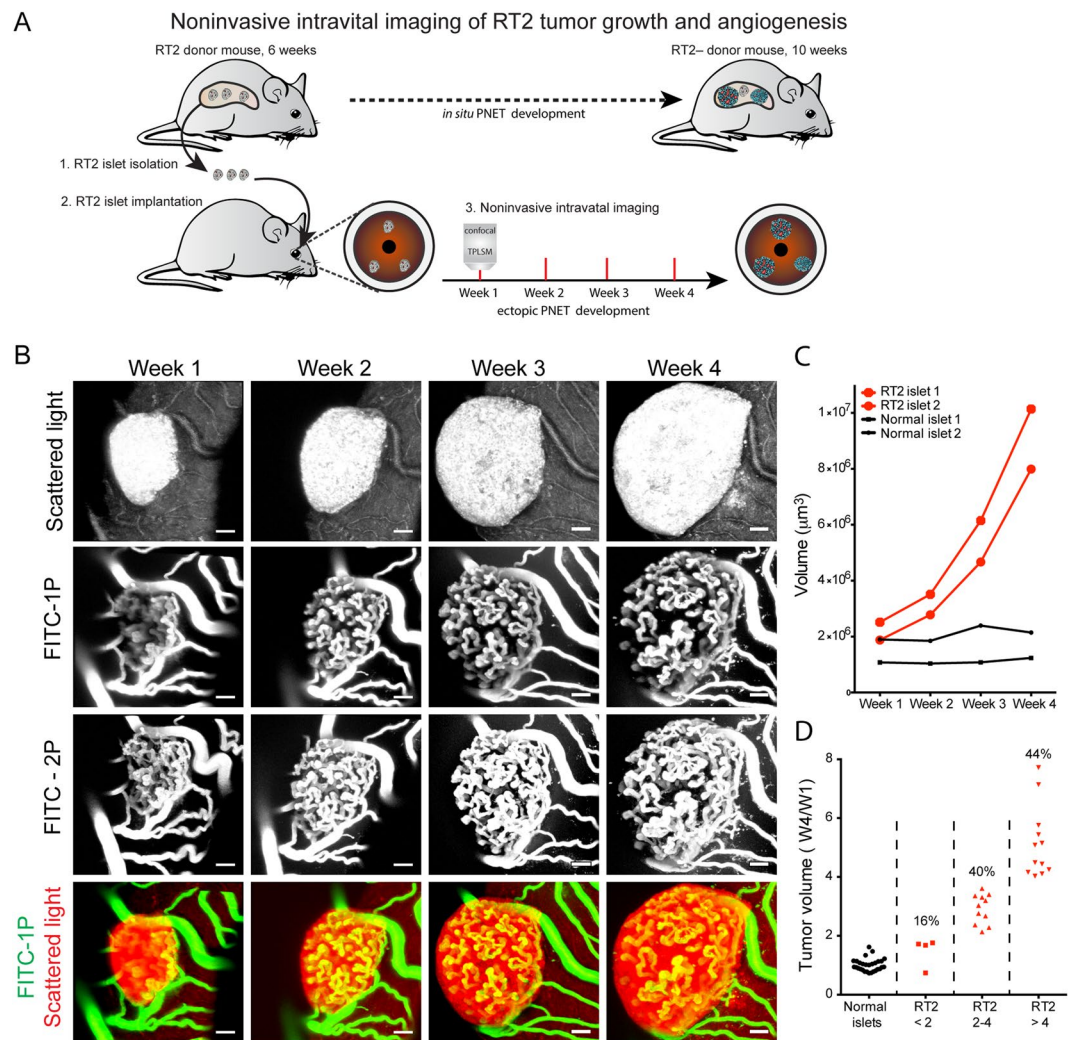 A
Noninvasive intravital imaging of RT2 tumor growth and angiogenesis
RT2 donor mouse, 6 weeks
RT2– donor mouse, 10 weeks
in situ PNET development
1. RT2 islet isolation
2. RT2 islet implantation
3. Noninvasive intravatal imaging
confocal
TPLSM
Week 1
Week 2
Week 3
Week 4
ectopic PNET development
B
Week 1
Week 2
Week 3
Week 4
Scattered light
FITC-1P
FITC - 2P
FITC-1P
Scattered light
C
RT2 islet 1
RT2 islet 2
Normal islet 1
Normal islet 2
Volume (µm³)
1×10⁷
8×10⁶
6×10⁶
4×10⁶
2×10⁶
0
Week 1
Week 2
Week 3
Week 4
D
Tumor volume ( W4/W1)
8
6
4
2
0
16%
40%
44%
Normal
islets
RT2
< 2
RT2
2-4
RT2
> 4